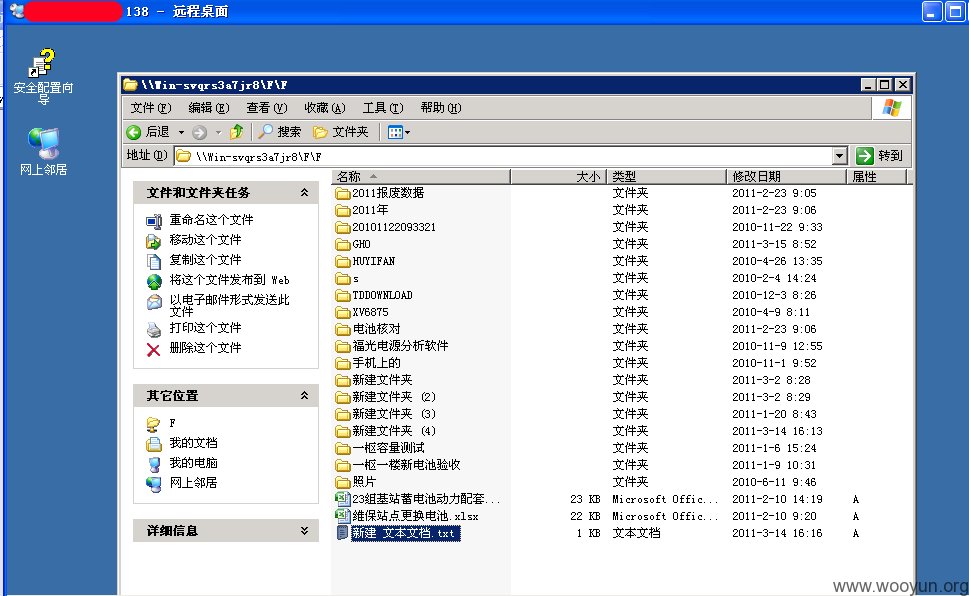 138 - 远程桌面
安全配置向
导
网上邻居
\\Win-svqrs3a7jr8\F\F
文件(F) 编辑(E) 查看(V) 收藏(A) 工具(T) 帮助(H)
后退 搜索 文件夹
地址(D) \\Win-svqrs3a7jr8\F\F 转到
文件和文件夹任务
重命名这个文件
移动这个文件
复制这个文件
将这个文件发布到 Web
以电子邮件形式发送此
文件
打印这个文件
删除这个文件
其它位置
F
我的文档
我的电脑
网上邻居
详细信息
名称 大小 类型 修改日期 属性
2011报废数据 文件夹 2011-2-23 9:05
2011年 文件夹 2011-2-23 9:06
20101122093321 文件夹 2010-11-22 9:33
GHO 文件夹 2011-3-15 8:52
HUYIFAN 文件夹 2010-4-26 13:35
s 文件夹 2010-2-4 14:24
TDDOWNLOAD 文件夹 2010-12-3 8:26
XV6875 文件夹 2010-4-9 8:11
电池核对 文件夹 2011-2-23 9:06
福光电源分析软件 文件夹 2010-11-9 12:55
手机上的 文件夹 2010-11-1 9:52
新建文件夹 文件夹 2011-3-2 8:28
新建文件夹 (2) 文件夹 2011-3-2 8:29
新建文件夹 (3) 文件夹 2011-1-20 8:43
新建文件夹 (4) 文件夹 2011-3-14 16:13
一枢容量测试 文件夹 2011-1-6 15:24
一枢一楼新电池验收 文件夹 2011-1-9 10:31
照片 文件夹 2010-6-11 9:46
23组基站蓄电池动力配套... 23 KB Microsoft Offic... 2011-2-10 14:19 A
维保站点更换电池.xlsx 22 KB Microsoft Offic... 2011-2-10 9:20 A
新建 文本文档.txt 1 KB 文本文档 2011-3-14 16:16 A
www.wooyun.org